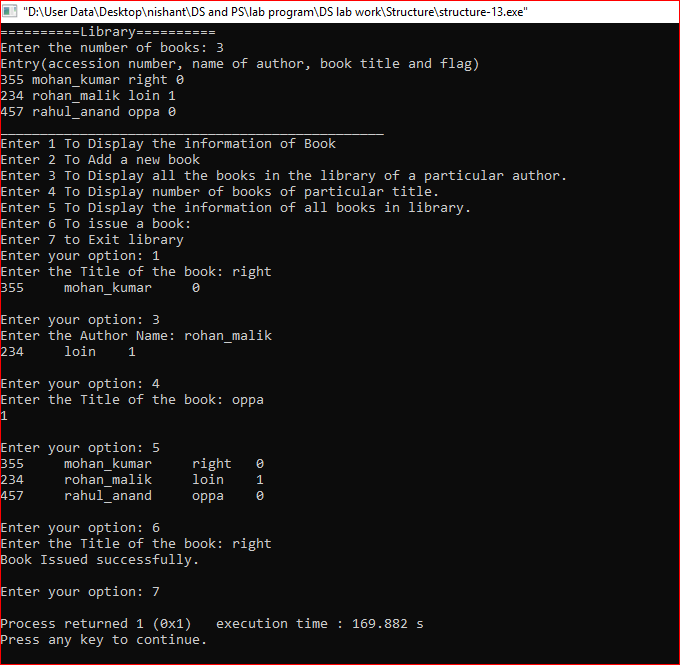 "D:\User Data\Desktop\nishant\DS and PS\lab program\DS lab work\Structure\structure-13.exe"
==========Library==========
Enter the number of books: 3
Entry(accession number, name of author, book title and flag)
355 mohan_kumar right 0
234 rohan_malik loin 1
457 rahul_anand oppa 0
________________________________________________
Enter 1 To Display the information of Book
Enter 2 To Add a new book
Enter 3 To Display all the books in the library of a particular author.
Enter 4 To Display number of books of particular title.
Enter 5 To Display the information of all books in library.
Enter 6 To issue a book:
Enter 7 to Exit library
Enter your option: 1
Enter the Title of the book: right
355     mohan_kumar     0
Enter your option: 3
Enter the Author Name: rohan_malik
234     loin    1
Enter your option: 4
Enter the Title of the book: oppa
1
Enter your option: 5
355     mohan_kumar     right   0
234     rohan_malik     loin    1
457     rahul_anand     oppa    0
Enter your option: 6
Enter the Title of the book: right
Book Issued successfully.
Enter your option: 7
Process returned 1 (0x1)   execution time : 169.882 s
Press any key to continue.